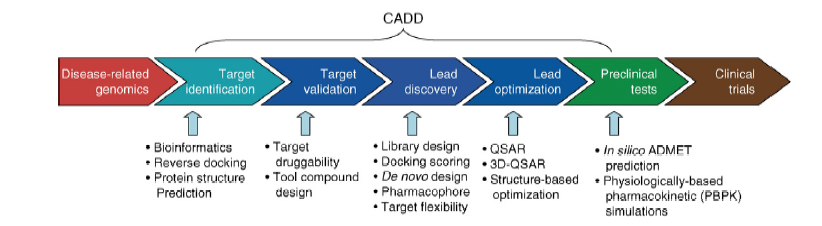 CADD
Disease-related
genomics
Target
identification
Target
validation
Lead
discovery
Lead
optimization
Preclinical
tests
Clinical
trials
• Bioinformatics
• Reverse docking
• Protein structure
Prediction
• Target
druggability
• Tool compound
design
• Library design
• Docking scoring
• De novo design
• Pharmacophore
• Target flexibility
• QSAR
• 3D-QSAR
• Structure-based
optimization
• In silico ADMET
prediction
• Physiologically-based
pharmacokinetic (PBPK)
simulations